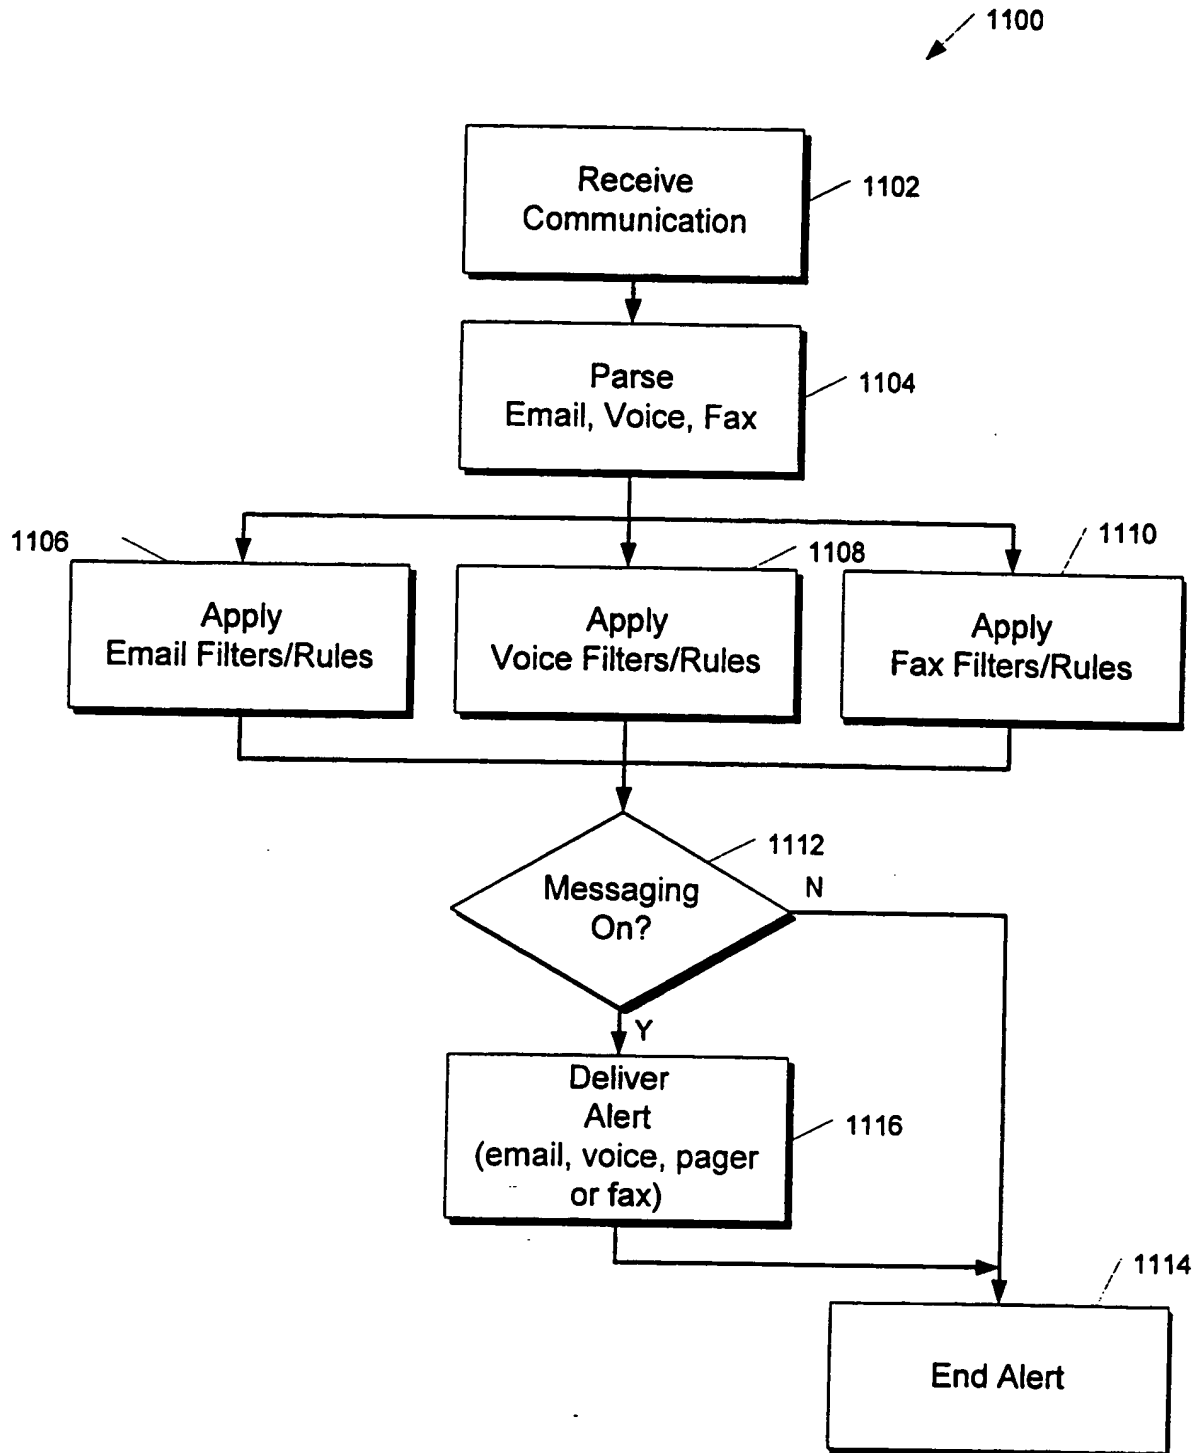 1100
Receive
Communication
1102
Parse
Email, Voice, Fax
1104
1106
1108
1110
Apply
Email Filters/Rules
Apply
Voice Filters/Rules
Apply
Fax Filters/Rules
1112
Messaging
On?
N
Y
Deliver
Alert
(email, voice, pager
or fax)
1116
1114
End Alert